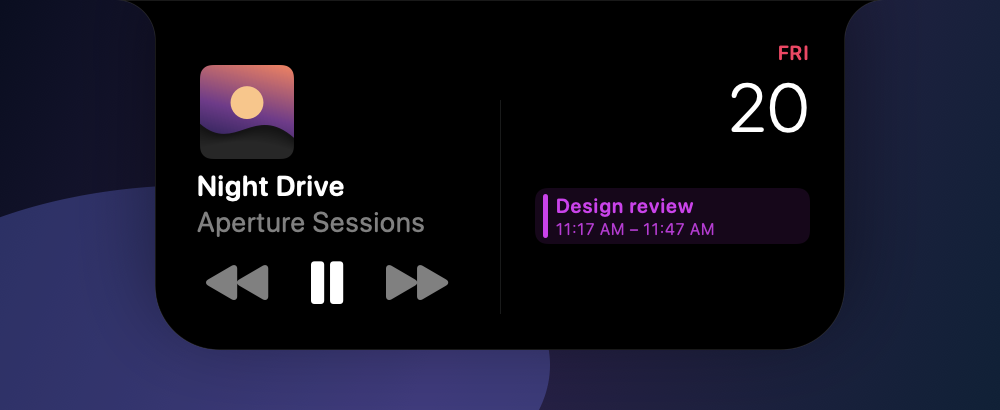 Night Drive
Aperture Sessions
FRI
20
Design review
11:17 AM – 11:47 AM